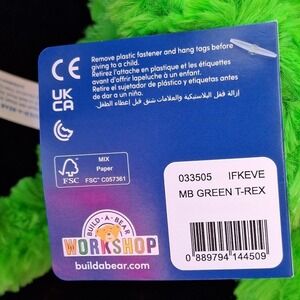 CE
UK
CA
Remove plastic fastener and hang tags before
giving to a child.
Retirez l'attache en plastique et les étiquettes
avant d'offrir lapeluche à un enfant.
Retire el sujetador de plástico y etiquetas antes
de dar a un niño.
إزالة قفل البلاستيكية والعلامات شنق قبل إعطاء الطفل
MIX
Paper
FSC
FSC® C057361
BUILD-A-BEAR
WORKSHOP
buildabear.com
033505 IFKEVE
MB GREEN T-REX
0 889794 144509